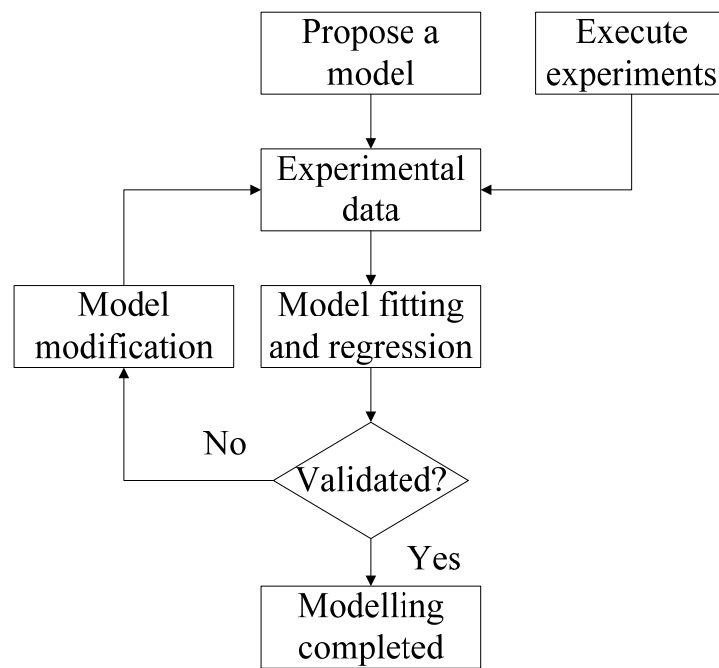 Propose a
model
Execute
experiments
Experimental
data
Model
modification
Model fitting
and regression
No
Validated?
Yes
Modelling
completed